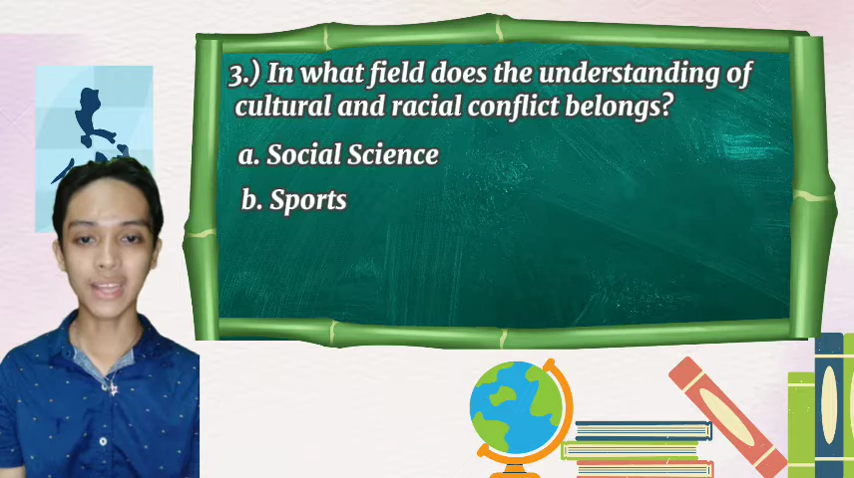 3.) In what field does the understanding of
cultural and racial conflict belongs?
a. Social Science
b. Sports